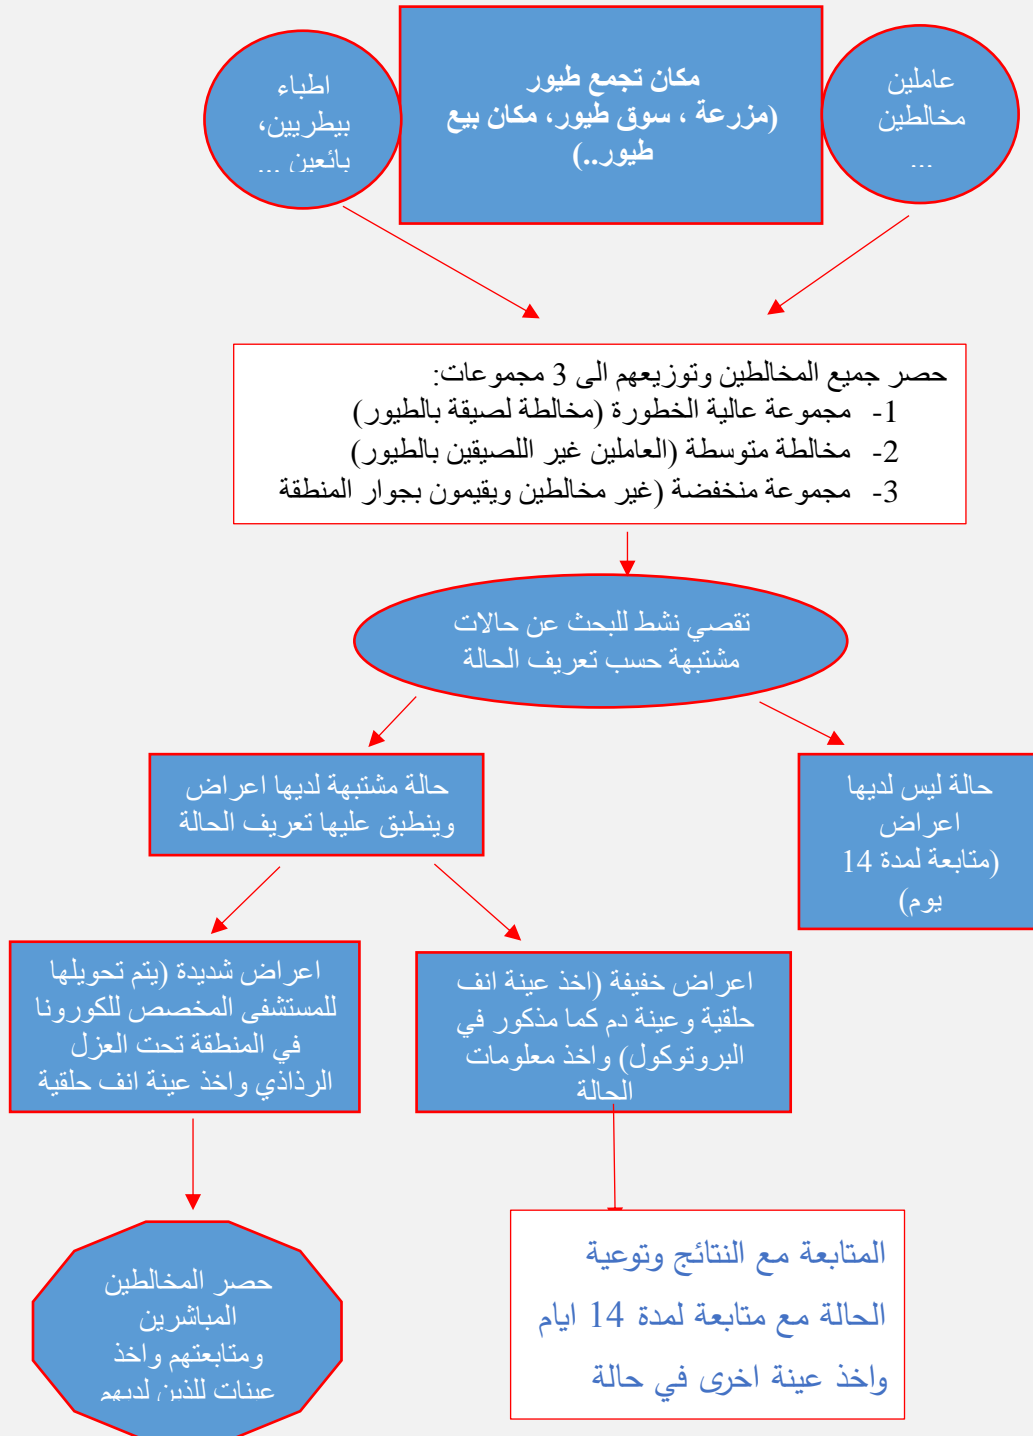 عاملين
مخالطين
...
مكان تجمع طيور
(مزرعة ، سوق طيور، مكان بيع
طيور..)
اطباء
بيطريين،
بائعين ...
حصر جميع المخالطين وتوزيعهم الى 3 مجموعات:
1- مجموعة عالية الخطورة (مخالطة لصيقة بالطيور)
2- مخالطة متوسطة (العاملين غير اللصيقين بالطيور)
3- مجموعة منخفضة (غير مخالطين ويقيمون بجوار المنطقة
تقصي نشط للبحث عن حالات
مشتبهة حسب تعريف الحالة
حالة ليس لديها
اعراض
(متابعة لمدة 14
يوم)
حالة مشتبهة لديها اعراض
وينطبق عليها تعريف الحالة
اعراض خفيفة (اخذ عينة انف
حلقية وعينة دم كما مذكور في
البروتوكول) واخذ معلومات
الحالة
اعراض شديدة (يتم تحويلها
للمستشفى المخصص للكورونا
في المنطقة تحت العزل
الرذاذي واخذ عينة انف حلقية
المتابعة مع النتائج وتوعية
الحالة مع متابعة لمدة 14 ايام
واخذ عينة اخرى في حالة
حصر المخالطين
المباشرين
ومتابعتهم واخذ
عينات للذين لديهم